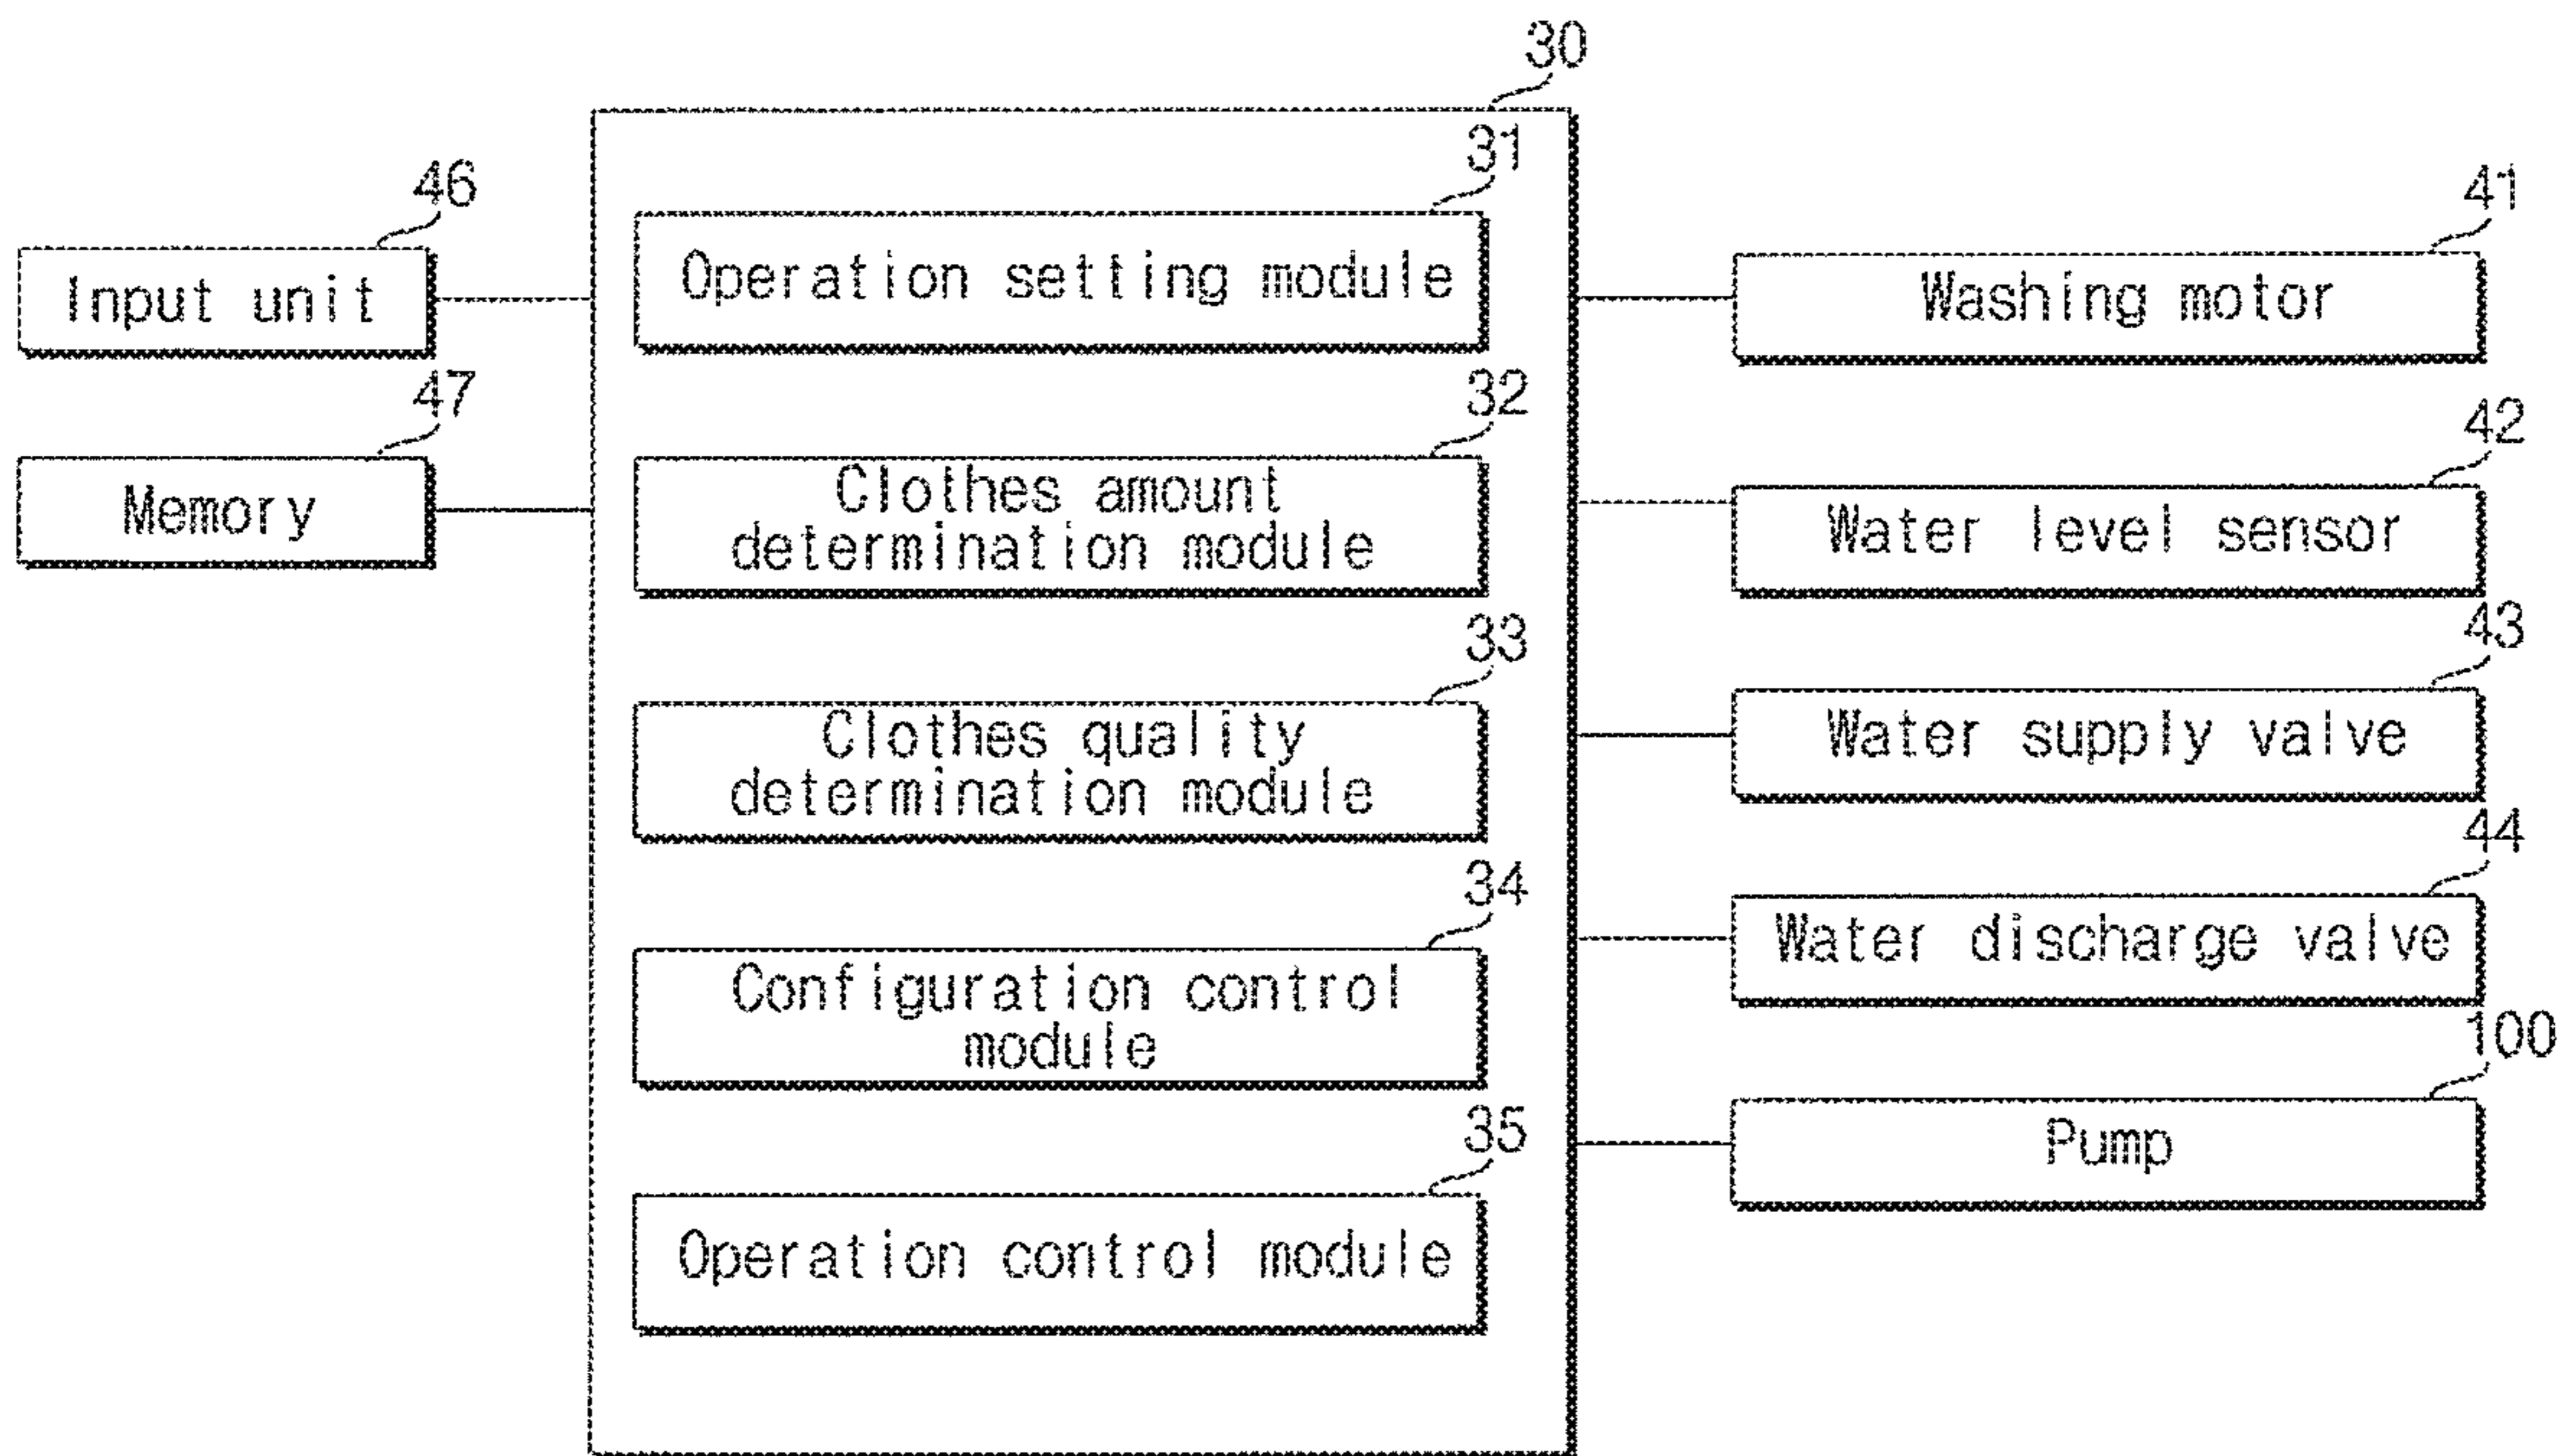 30
46
Input unit
47
Memory
31
Operation setting module
32
Clothes amount
determination module
33
Clothes quality
determination module
34
Configuration control
module
35
Operation control module
41
Washing motor
42
Water level sensor
43
Water supply valve
44
Water discharge valve
100
Pump